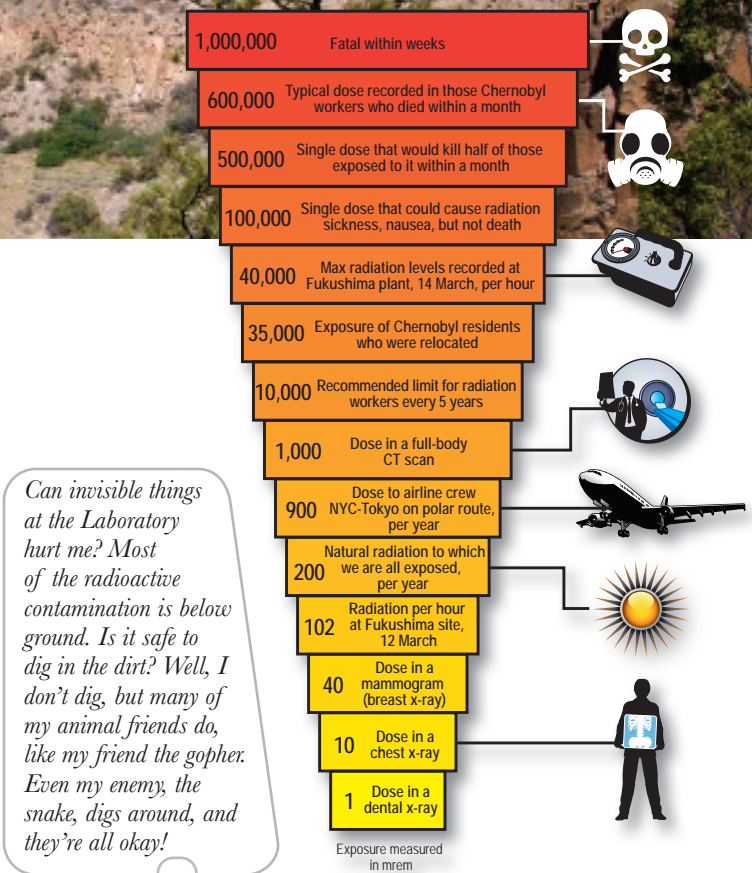 1,000,000 Fatal within weeks
600,000 Typical dose recorded in those Chernobyl
workers who died within a month
500,000 Single dose that would kill half of those
exposed to it within a month
100,000 Single dose that could cause radiation
sickness, nausea, but not death
40,000 Max radiation levels recorded at
Fukushima plant, 14 March, per hour
35,000 Exposure of Chernobyl residents
who were relocated
10,000 Recommended limit for radiation
workers every 5 years
1,000 Dose in a full-body
CT scan
900 Dose to airline crew
NYC-Tokyo on polar route,
per year
200 Natural radiation to which
we are all exposed,
per year
102 Radiation per hour
at Fukushima site,
12 March
40 Dose in a
mammogram
(breast x-ray)
10 Dose in a
chest x-ray
1 Dose in a
dental x-ray
Exposure measured
in mrem
Can invisible things
at the Laboratory
hurt me? Most
of the radioactive
contamination is below
ground. Is it safe to
dig in the dirt? Well, I
don't dig, but many of
my animal friends do,
like my friend the gopher.
Even my enemy, the
snake, digs around, and
they're all okay!